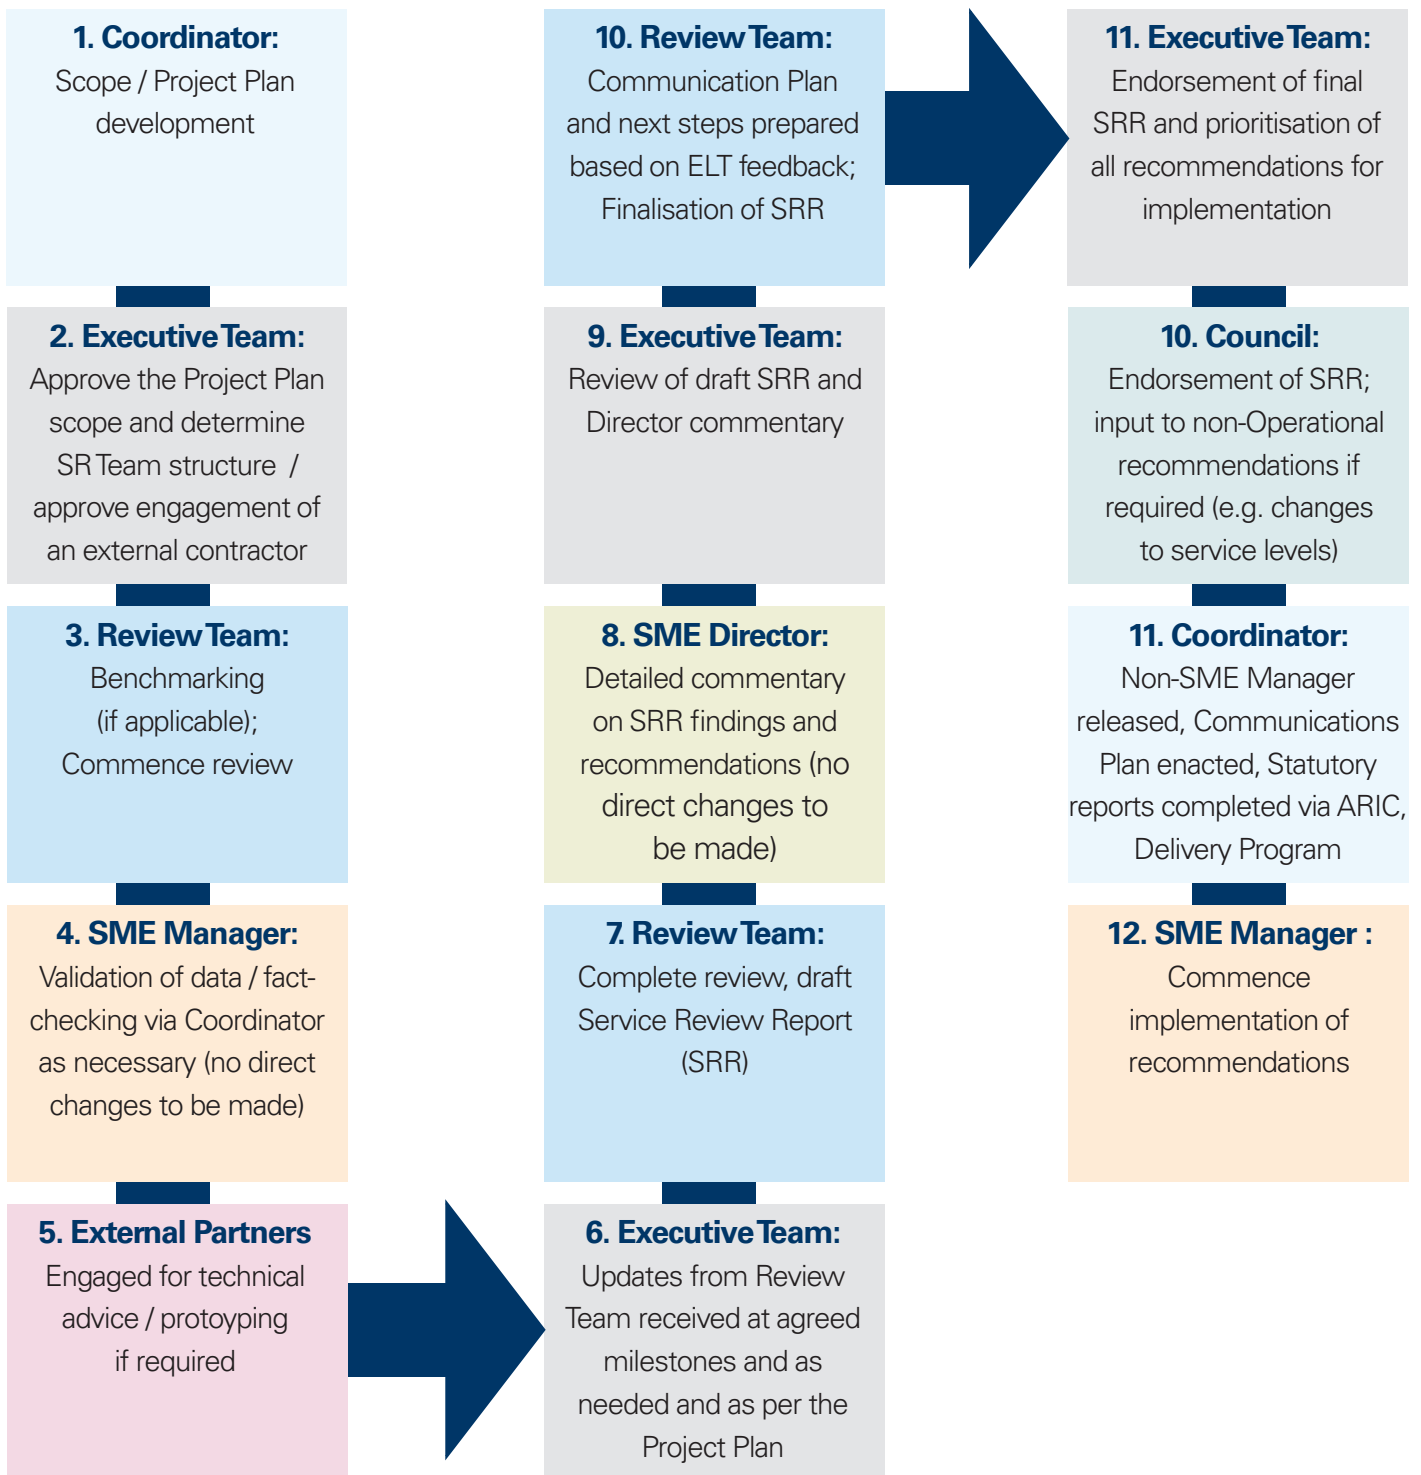 1. Coordinator:
Scope / Project Plan
development
2. Executive Team:
Approve the Project Plan
scope and determine
SR Team structure /
approve engagement of
an external contractor
3. Review Team:
Benchmarking
(if applicable);
Commence review
4. SME Manager:
Validation of data / fact-
checking via Coordinator
as necessary (no direct
changes to be made)
5. External Partners
Engaged for technical
advice / protoyping
if required
6. Executive Team:
Updates from Review
Team received at agreed
milestones and as
needed and as per the
Project Plan
7. Review Team:
Complete review, draft
Service Review Report
(SRR)
8. SME Director:
Detailed commentary
on SRR findings and
recommendations (no
direct changes to
be made)
9. Executive Team:
Review of draft SRR and
Director commentary
10. Review Team:
Communication Plan
and next steps prepared
based on ELT feedback;
Finalisation of SRR
11. Executive Team:
Endorsement of final
SRR and prioritisation of
all recommendations for
implementation
10. Council:
Endorsement of SRR;
input to non-Operational
recommendations if
required (e.g. changes
to service levels)
11. Coordinator:
Non-SME Manager
released, Communications
Plan enacted, Statutory
reports completed via ARIC,
Delivery Program
12. SME Manager :
Commence
implementation of
recommendations